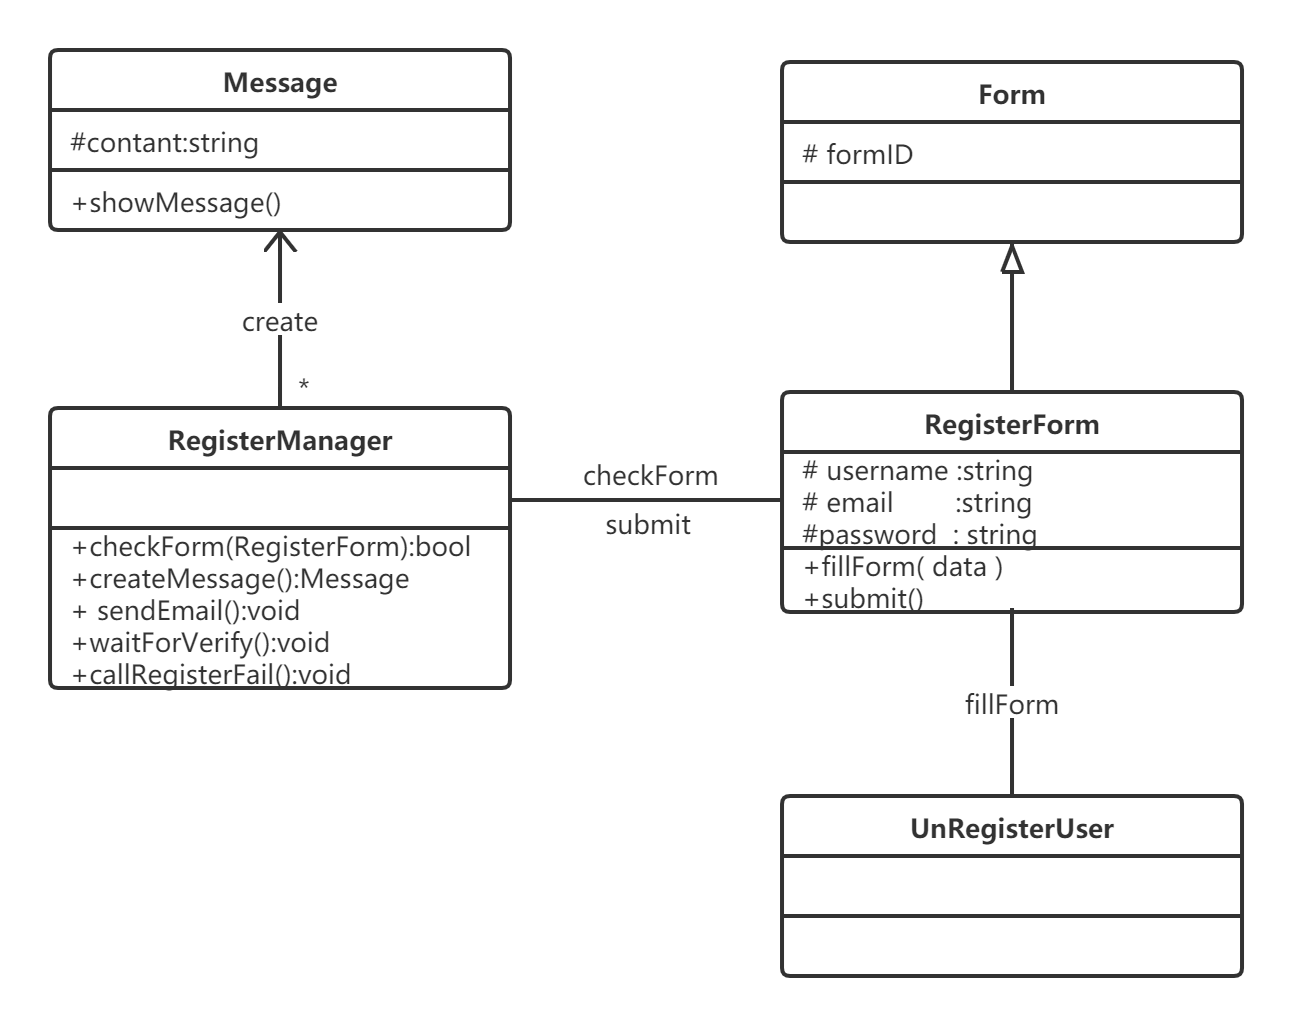 Message
#contant:string
+showMessage()
create
*
RegisterManager
+checkForm(RegisterForm):bool
+createMessage():Message
+ sendEmail():void
+waitForVerify():void
+callRegisterFail():void
checkForm
submit
Form
# formID
RegisterForm
# username :string
# email :string
#password : string
+fillForm( data )
+submit()
fillForm
UnRegisterUser